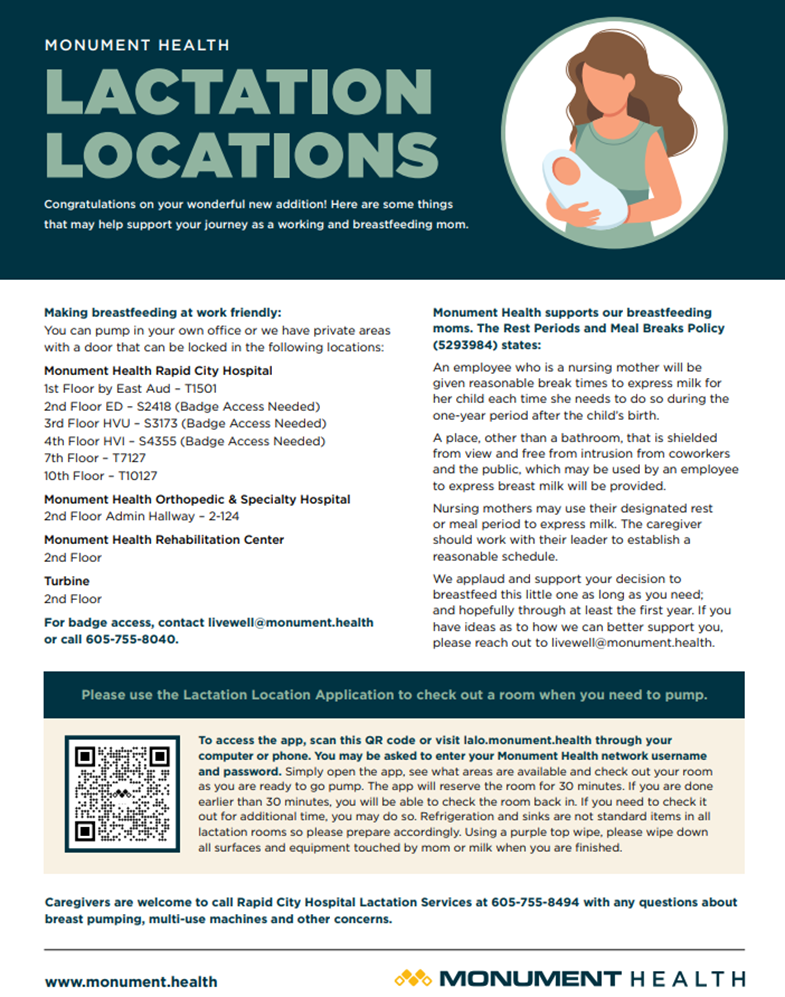 MONUMENT HEALTH
LACTATION
LOCATIONS
Congratulations on your wonderful new addition! Here are some things
that may help support your journey as a working and breastfeeding mom.
Making breastfeeding at work friendly:
You can pump in your own office or we have private areas
with a door that can be locked in the following locations:
Monument Health Rapid City Hospital
1st Floor by East Aud – T1501
2nd Floor ED – S2418 (Badge Access Needed)
3rd Floor HVU – S3173 (Badge Access Needed)
4th Floor HVI – S4355 (Badge Access Needed)
7th Floor – T7127
10th Floor – T10127
Monument Health Orthopedic & Specialty Hospital
2nd Floor Admin Hallway – 2-124
Monument Health Rehabilitation Center
2nd Floor
Turbine
2nd Floor
For badge access, contact livewell@monument.health
or call 605-755-8040.
Monument Health supports our breastfeeding
moms. The Rest Periods and Meal Breaks Policy
(5293984) states:
An employee who is a nursing mother will be
given reasonable break times to express milk for
her child each time she needs to do so during the
one-year period after the child's birth.
A place, other than a bathroom, that is shielded
from view and free from intrusion from coworkers
and the public, which may be used by an employee
to express breast milk will be provided.
Nursing mothers may use their designated rest
or meal period to express milk. The caregiver
should work with their leader to establish a
reasonable schedule.
We applaud and support your decision to
breastfeed this little one as long as you need;
and hopefully through at least the first year. If you
have ideas as to how we can better support you,
please reach out to livewell@monument.health.
Please use the Lactation Location Application to check out a room when you need to pump.
To access the app, scan this QR code or visit lalo.monument.health through your
computer or phone. You may be asked to enter your Monument Health network username
and password. Simply open the app, see what areas are available and check out your room
as you are ready to go pump. The app will reserve the room for 30 minutes. If you are done
earlier than 30 minutes, you will be able to check the room back in. If you need to check it
out for additional time, you may do so. Refrigeration and sinks are not standard items in all
lactation rooms so please prepare accordingly. Using a purple top wipe, please wipe down
all surfaces and equipment touched by mom or milk when you are finished.
Caregivers are welcome to call Rapid City Hospital Lactation Services at 605-755-8494 with any questions about
breast pumping, multi-use machines and other concerns.
www.monument.health
MONUMENT HEALTH